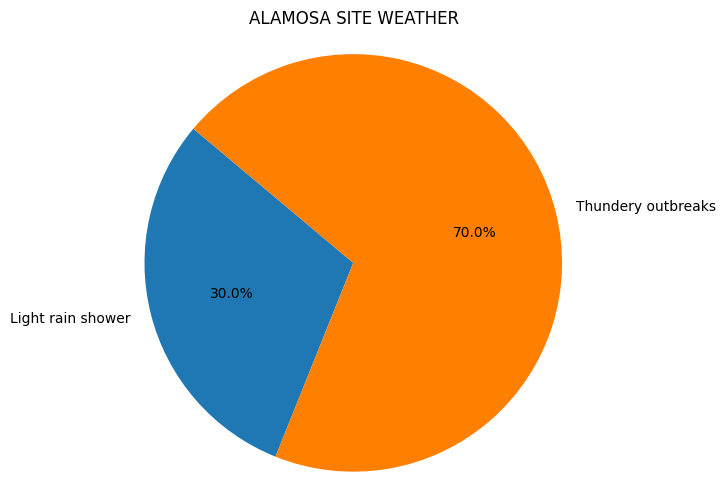 ALAMOSA SITE WEATHER
Thundery outbreaks
70.0%
30.0%
Light rain shower